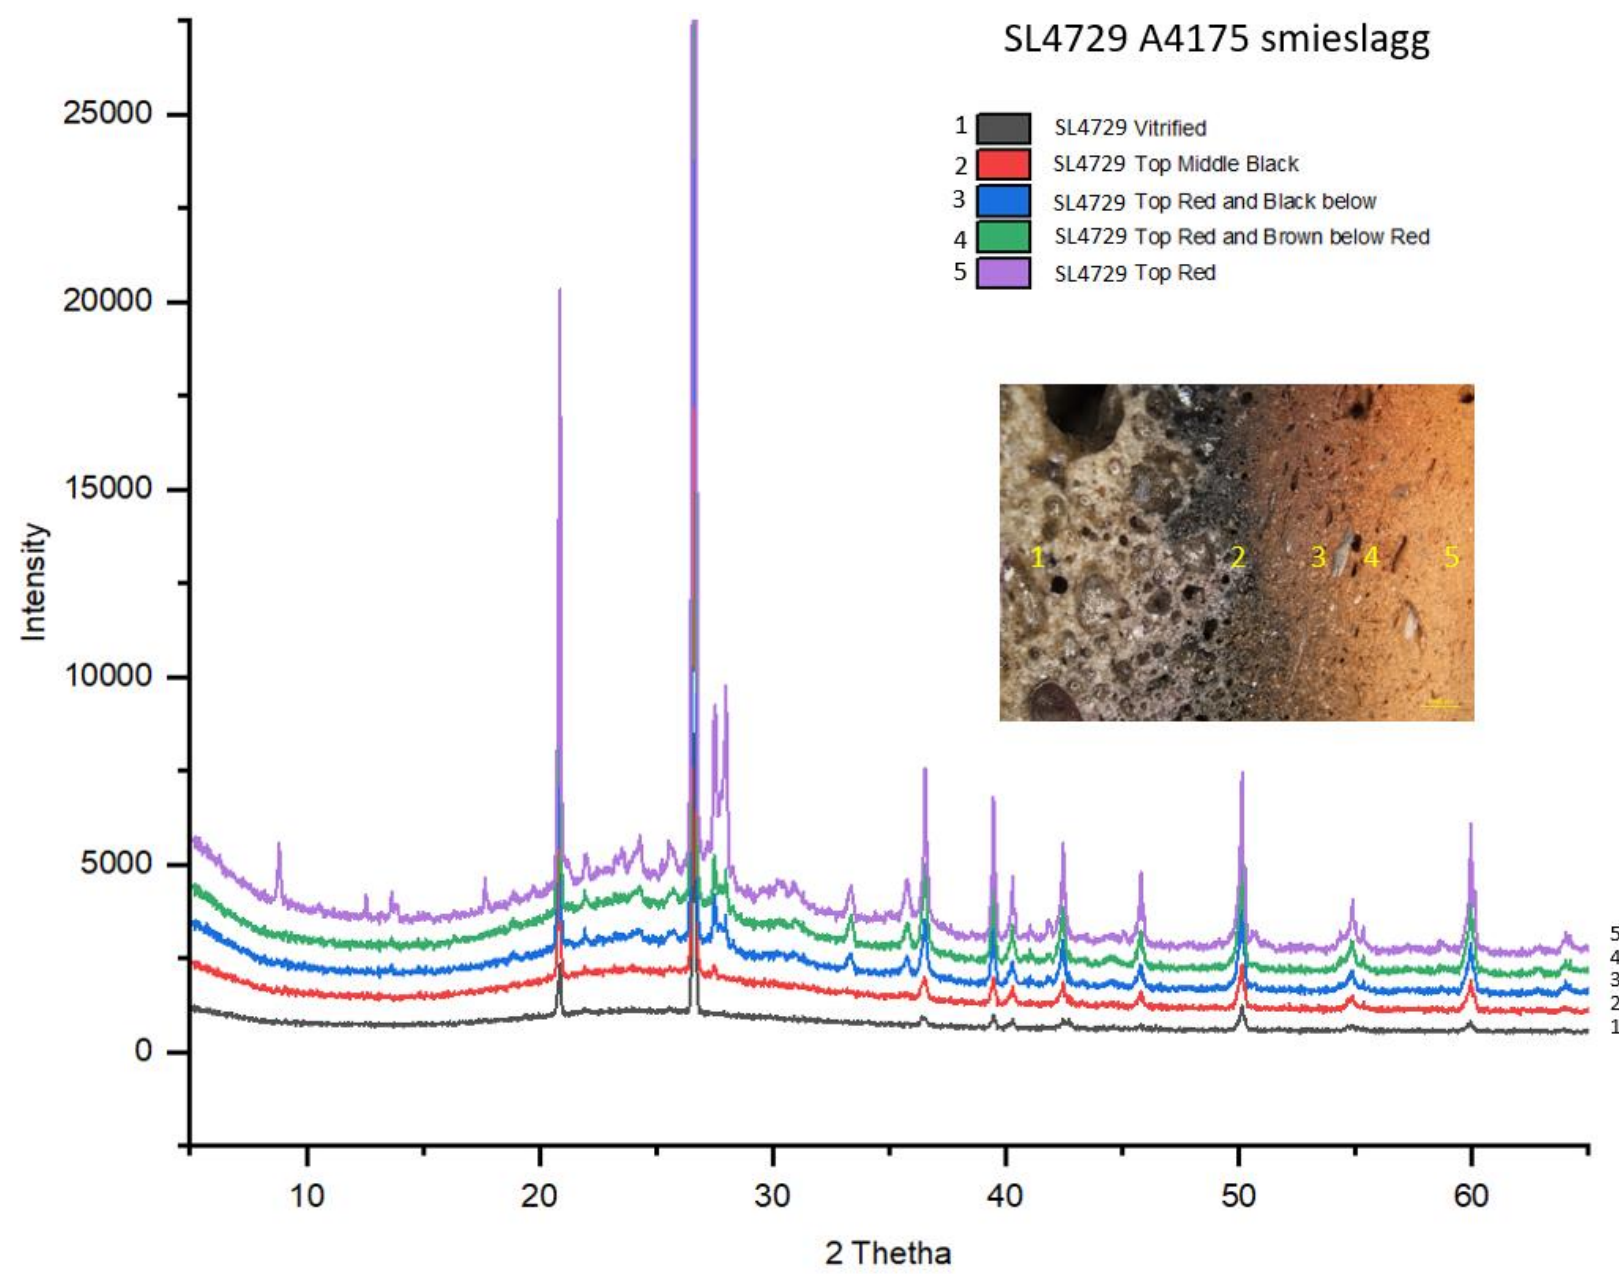 SL4729 A4175 smieslagg
1 SL4729 Vitrified
2 SL4729 Top Middle Black
3 SL4729 Top Red and Black below
4 SL4729 Top Red and Brown below Red
5 SL4729 Top Red
25000
20000
15000
10000
5000
0
Intensity
1 2 3 4 5
5
4
3
2
1
10 20 30 40 50 60
2 Thetha